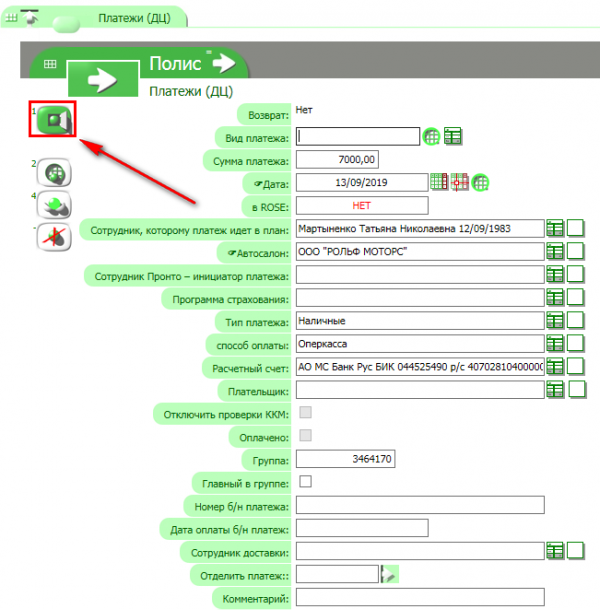 Платежи (ДЦ)
Полис
Платежи (ДЦ)
1
2
4
-
Возврат: Нет
Вид платежа:
Сумма платежа: 7000,00
☞Дата: 13/09/2019
в ROSE: НЕТ
Сотрудник, которому платеж идет в план: Мартыненко Татьяна Николаевна 12/09/1983
☞Автосалон: ООО "РОЛЬФ МОТОРС"
Сотрудник Пронто – инициатор платежа:
Программа страхования:
Тип платежа: Наличные
способ оплаты: Оперкасса
Расчетный счет: АО МС Банк Рус БИК 044525490 р/с 40702810400000
Плательщик:
Отключить проверки ККМ:
Оплачено:
Группа: 3464170
Главный в группе:
Номер б/н платежа:
Дата оплаты б/н платеж:
Сотрудник доставки:
Отделить платеж::
Комментарий: